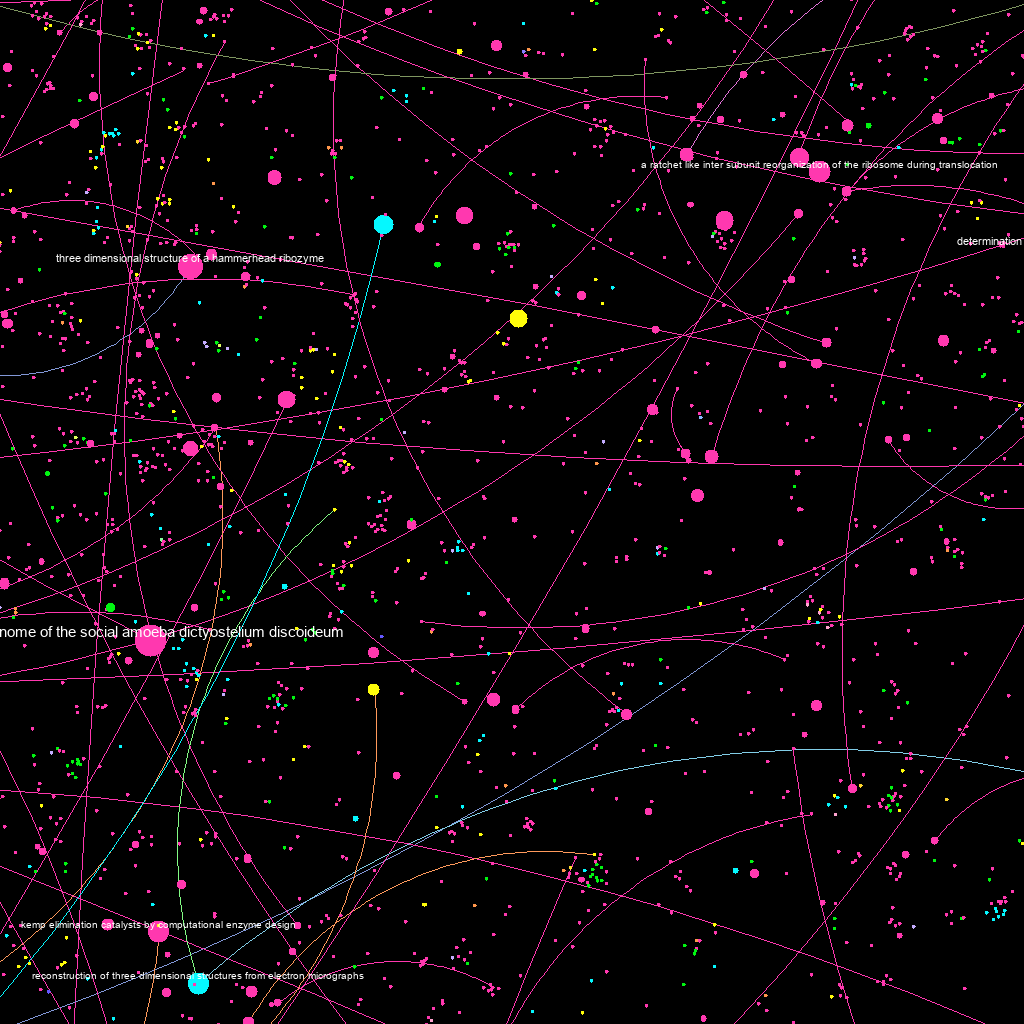 a ratchet like inter subunit reorganization of the ribosome during translocation
determination
three dimensional structure of a hammerhead ribozyme
nome of the social amoeba dictyostelium discoideum
kemp elimination catalysts by computational enzyme design
reconstruction of three dimensional structures from electron micrographs